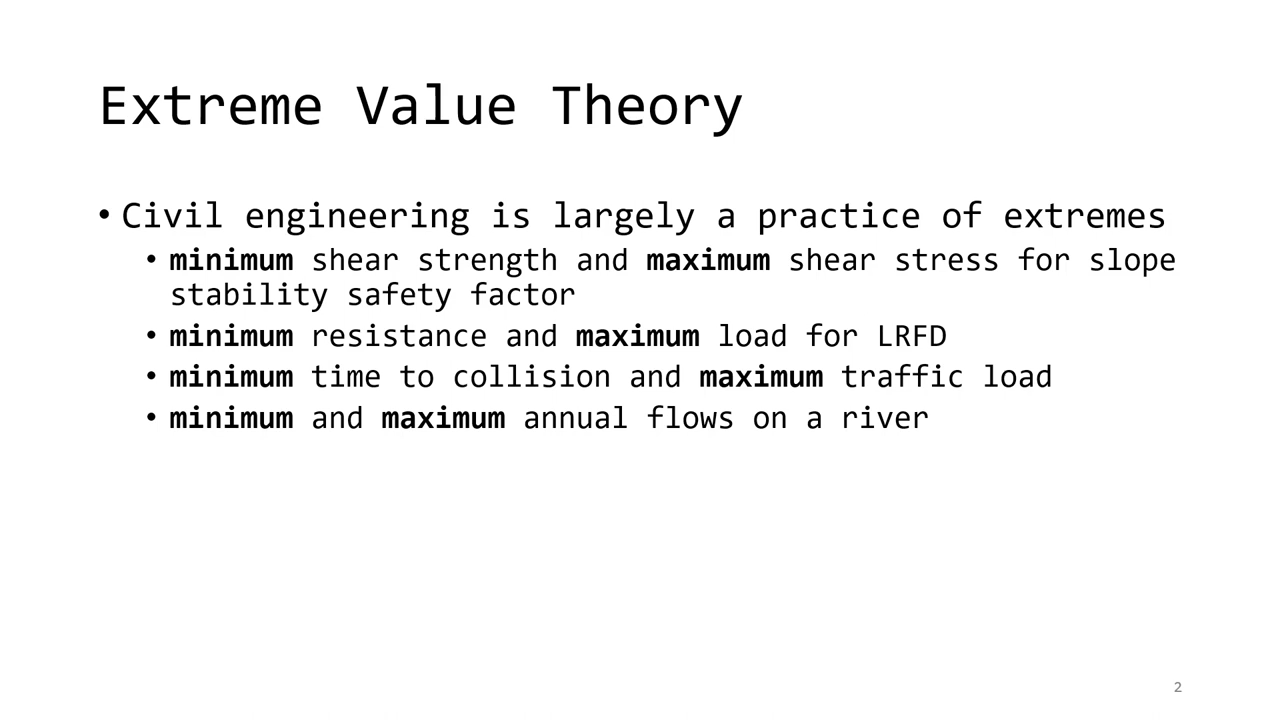 Extreme Value Theory
• Civil engineering is largely a practice of extremes
• minimum shear strength and maximum shear stress for slope
stability safety factor
• minimum resistance and maximum load for LRFD
• minimum time to collision and maximum traffic load
• minimum and maximum annual flows on a river
2